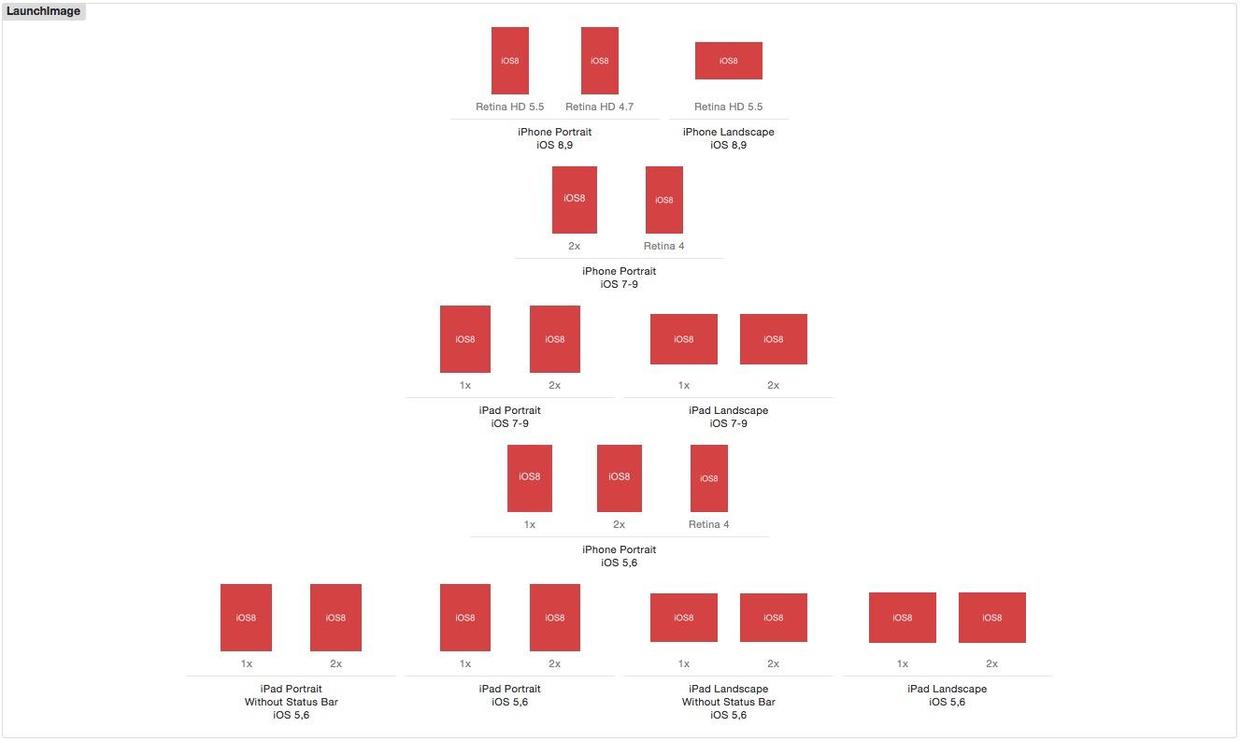 LaunchImage
iOS8 iOS8 iOS8
Retina HD 5.5 Retina HD 4.7 Retina HD 5.5
iPhone Portrait iPhone Landscape
iOS 8,9 iOS 8,9
iOS8 iOS8
2x Retina 4
iPhone Portrait
iOS 7-9
iOS8 iOS8 iOS8 iOS8
1x 2x 1x 2x
iPad Portrait iPad Landscape
iOS 7-9 iOS 7-9
iOS8 iOS8 iOS8
1x 2x Retina 4
iPhone Portrait
iOS 5,6
iOS8 iOS8 iOS8 iOS8 iOS8 iOS8 iOS8 iOS8
1x 2x 1x 2x 1x 2x 1x 2x
iPad Portrait iPad Portrait iPad Landscape iPad Landscape
Without Status Bar iOS 5,6 Without Status Bar iOS 5,6
iOS 5,6 iOS 5,6